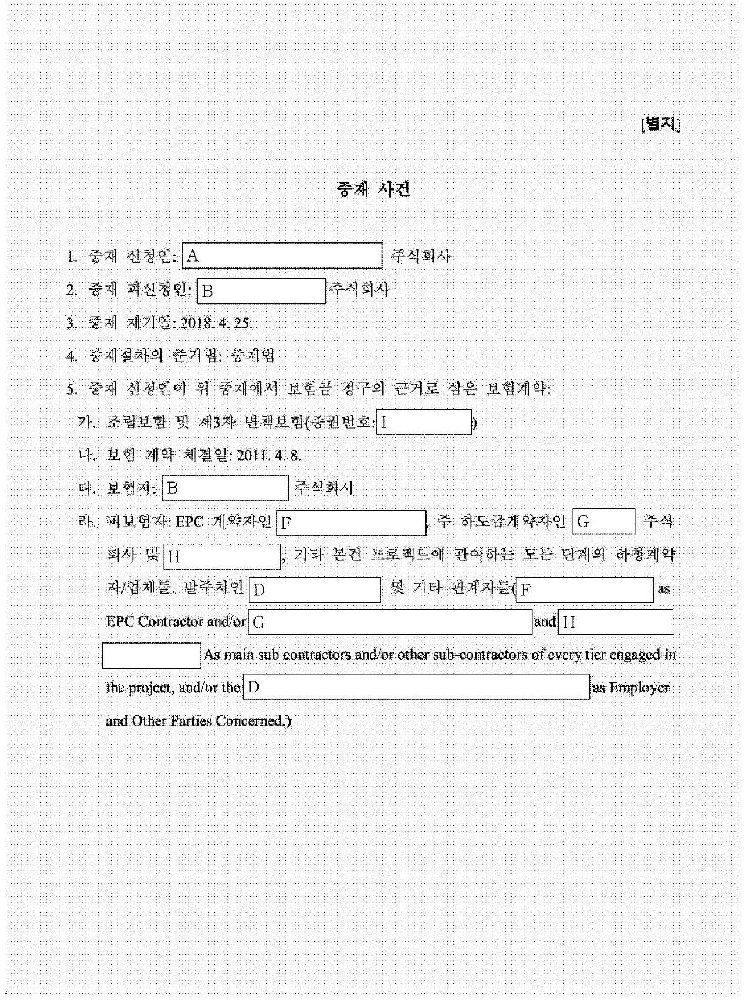 [별지]
중재 사건
1. 중재 신청인: A 주식회사
2. 중재 피신청인: B 주식회사
3. 중재 제기일: 2018. 4. 25.
4. 중재절차의 준거법: 중재법
5. 중재 신청인이 위 중재에서 보험금 청구의 근거로 삼은 보험계약:
가. 조립보험 및 제3자 면책보험(증권번호: I )
나. 보험 계약 체결일: 2011. 4. 8.
다. 보험자: B 주식회사
라. 피보험자: EPC 계약자인 F , 주 하도급계약자인 G 주식
회사 및 H , 기타 본건 프로젝트에 관여하는 모든 단계의 하청계약
자/업체들, 발주처인 D 및 기타 관계자들( F as
EPC Contractor and/or G and H
As main sub contractors and/or other sub-contractors of every tier engaged in
the project, and/or the D as Employer
and Other Parties Concerned.)